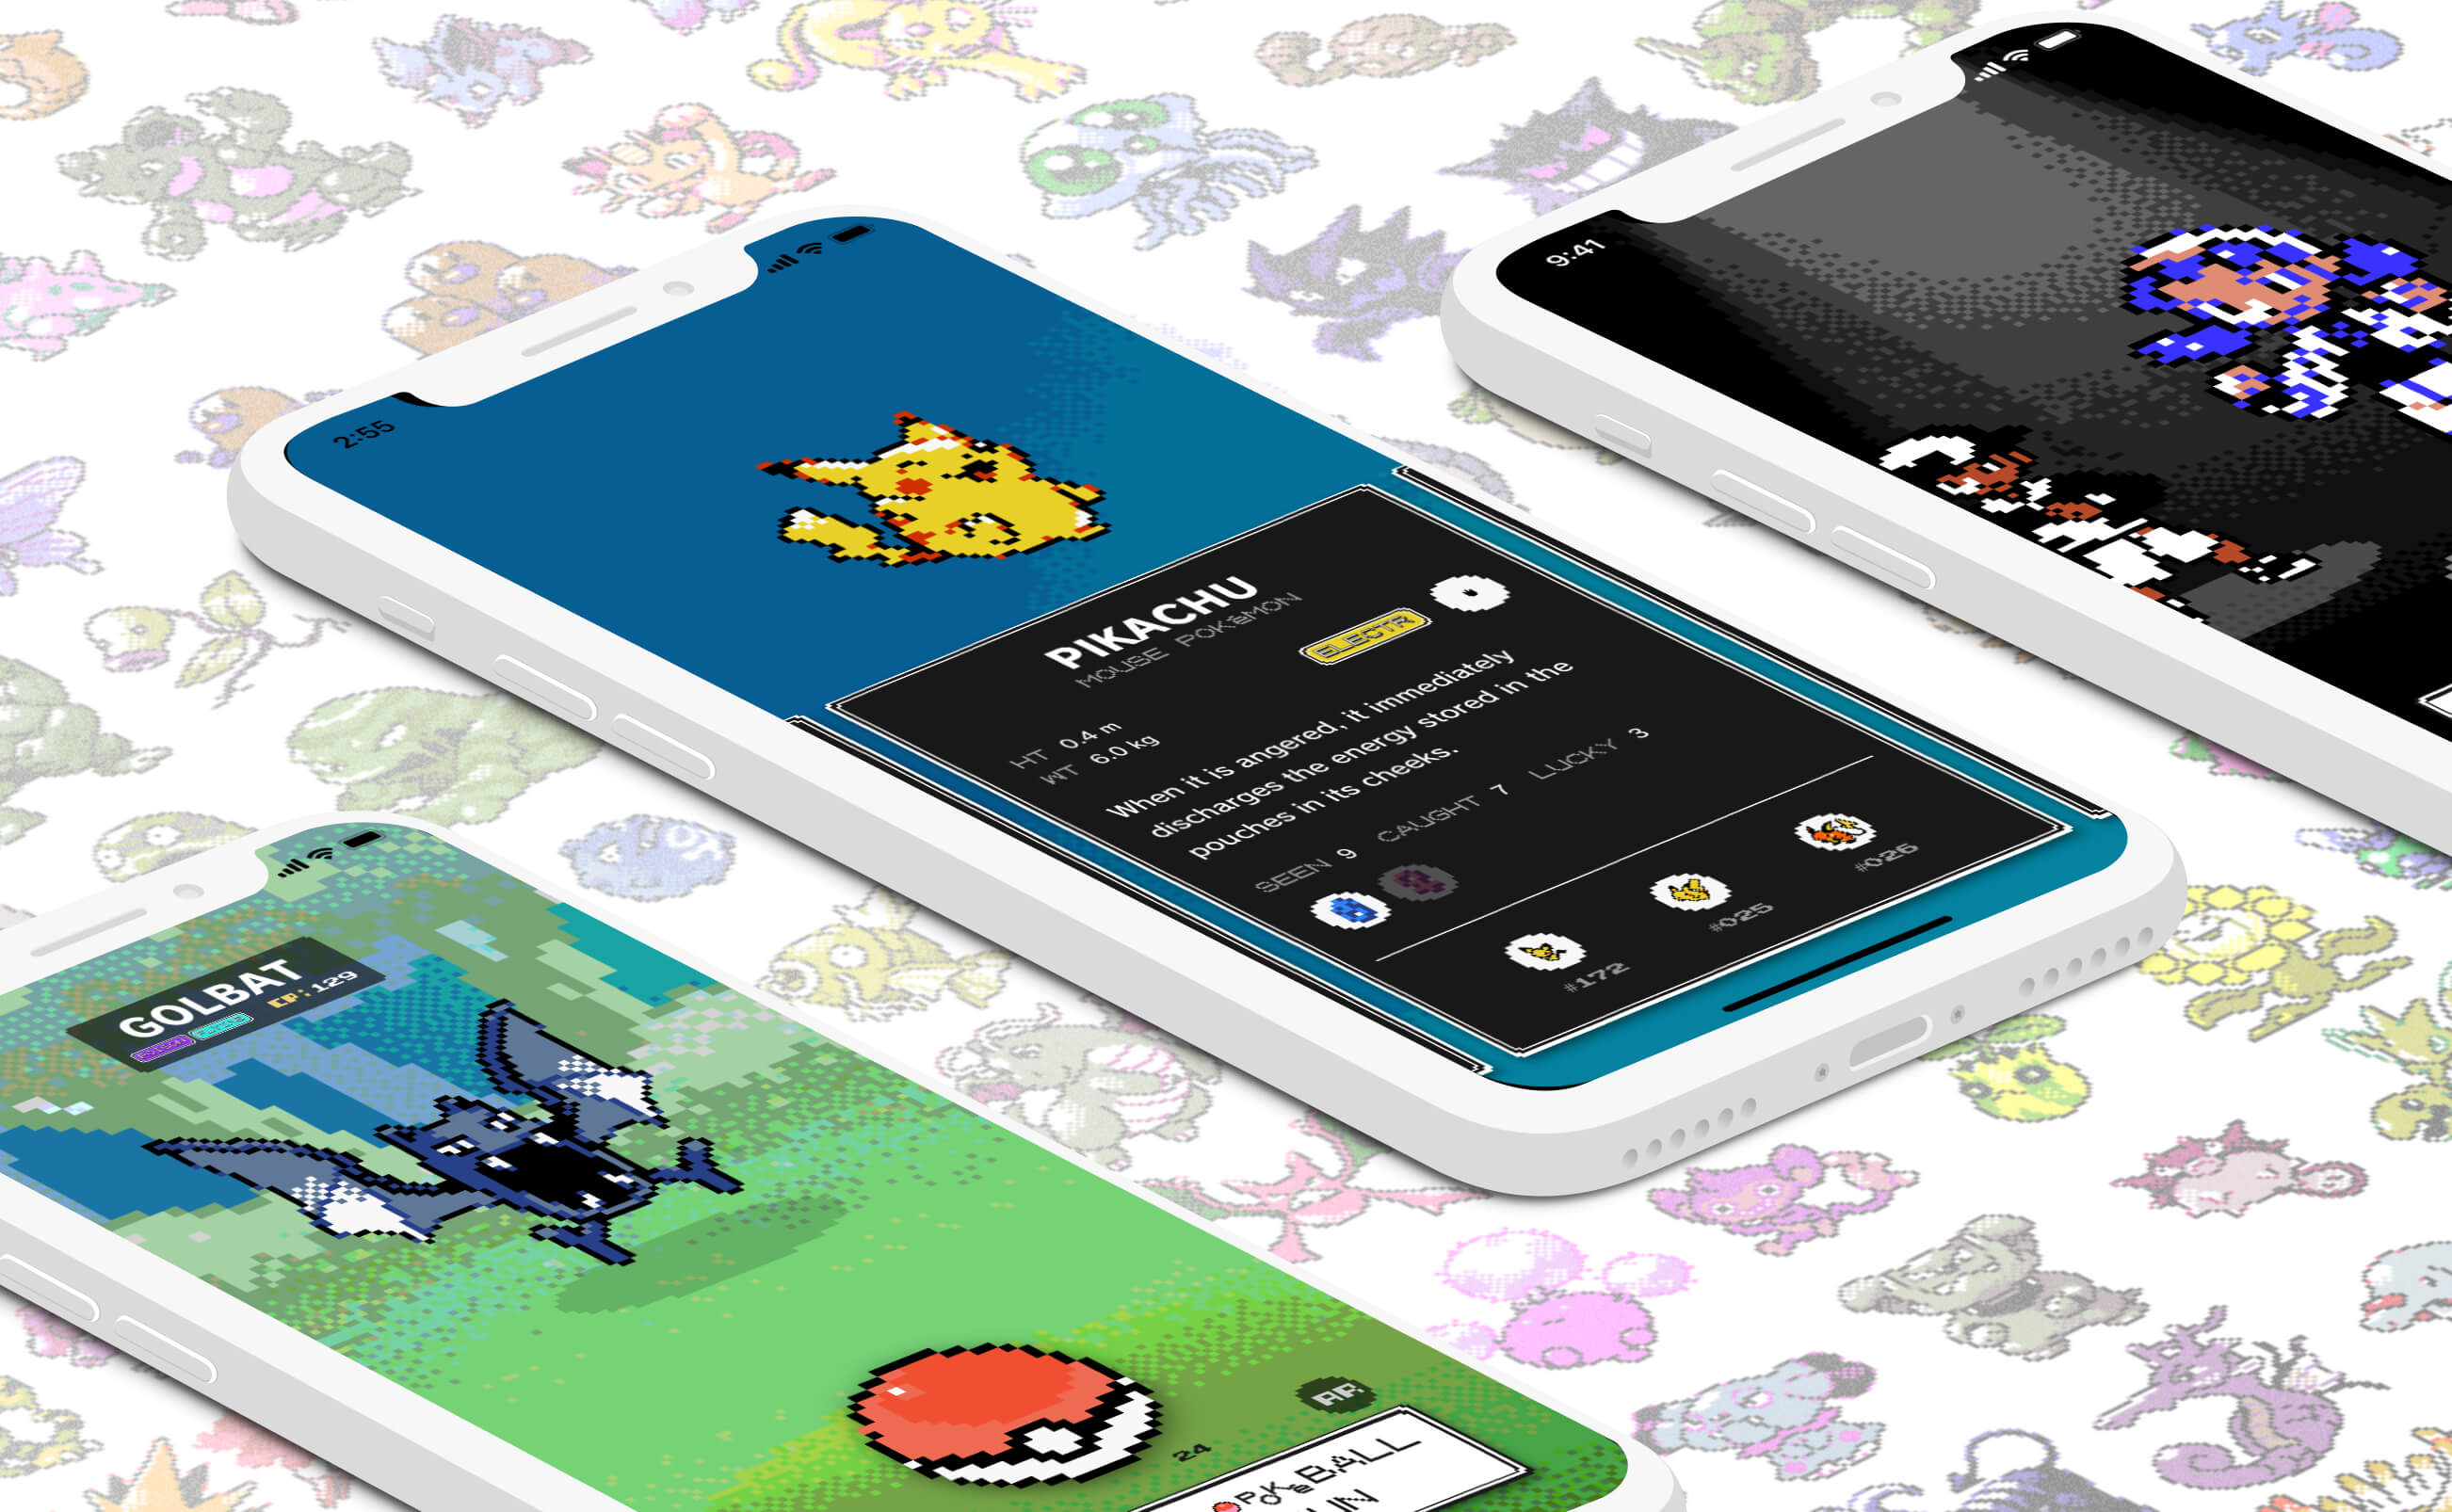 9:41
2:55
PIKACHU
MOUSE POKéMON
ELECTR
HT 0.4 m
WT 6.0 kg
When it is angered, it immediately
discharges the energy stored in the
pouches in its cheeks.
SEEN 9 CAUGHT 7 LUCKY 3
#172 #025 #026
GOLBAT
POISON
CP: 129
AR
24
POKéBALL
UN